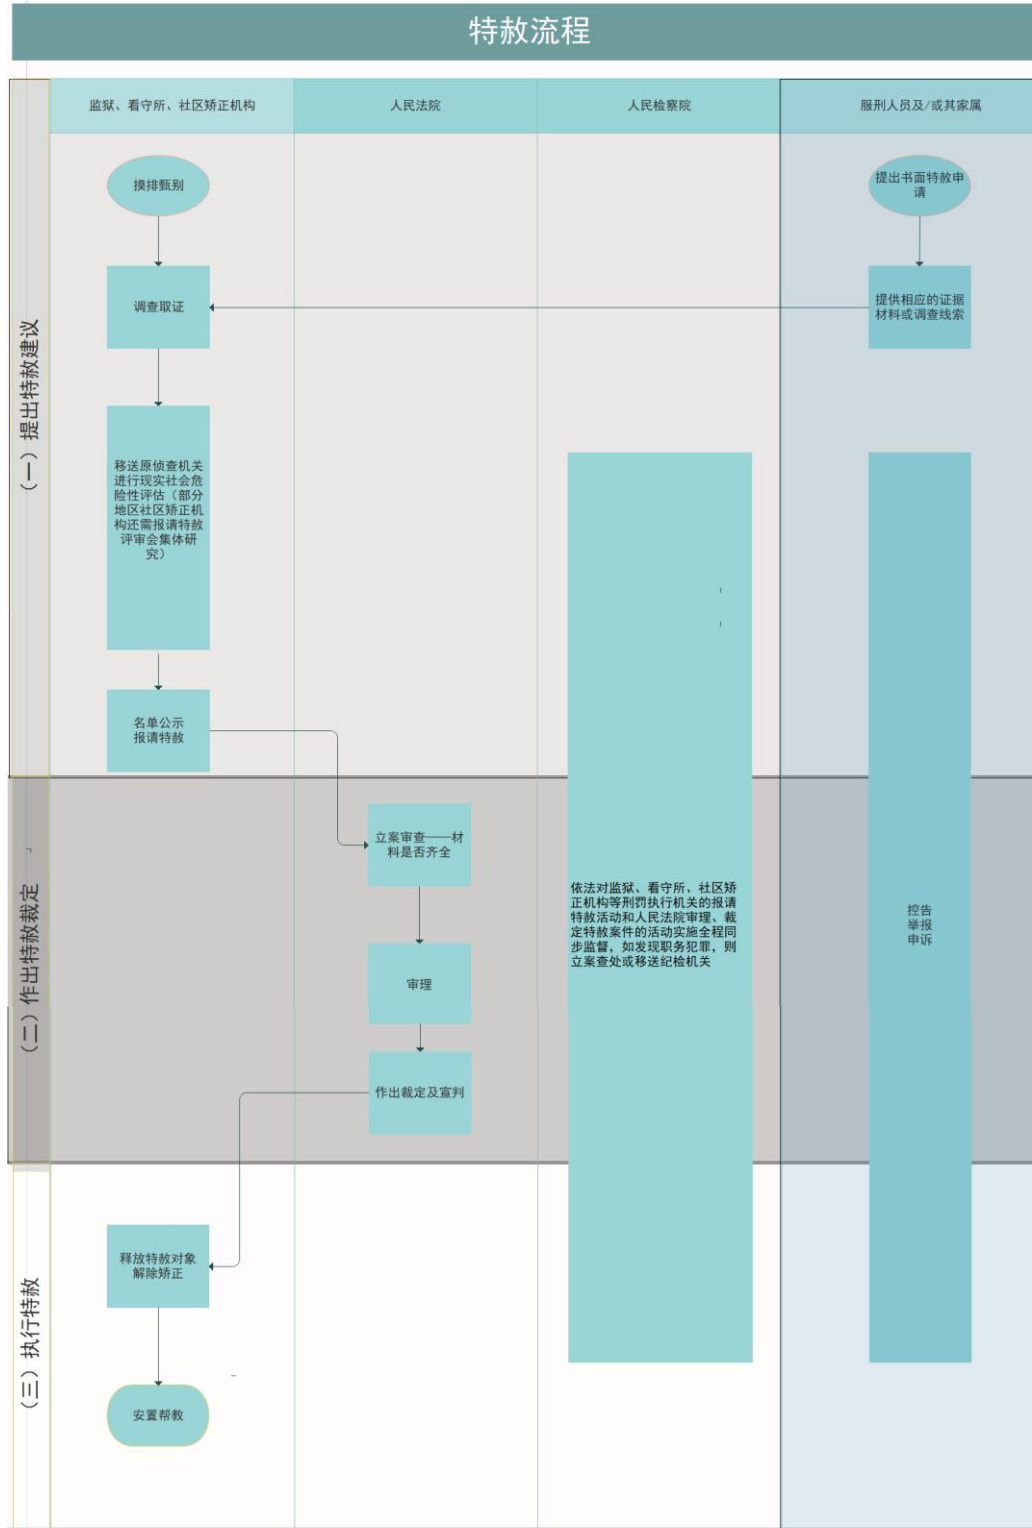 特赦流程
监狱、看守所、社区矫正机构
人民法院
人民检察院
服刑人员及/或其家属
（一）提出特赦建议
摸排甄别
提出书面特赦申
请
调查取证
提供相应的证据
材料或调查线索
移送原侦查机关
进行现实社会危
险性评估（部分
地区社区矫正机
构还需报请特赦
评审会集体研
究）
名单公示
报请特赦
（二）作出特赦裁定
立案审查——材
料是否齐全
审理
作出裁定及宣判
依法对监狱、看守所、社区矫
正机构等刑罚执行机关的报请
特赦活动和人民法院审理、裁
定特赦案件的活动实施全程同
步监督，如发现职务犯罪，则
立案查处或移送纪检机关
控告
举报
申诉
（三）执行特赦
释放特赦对象
解除矫正
安置帮教